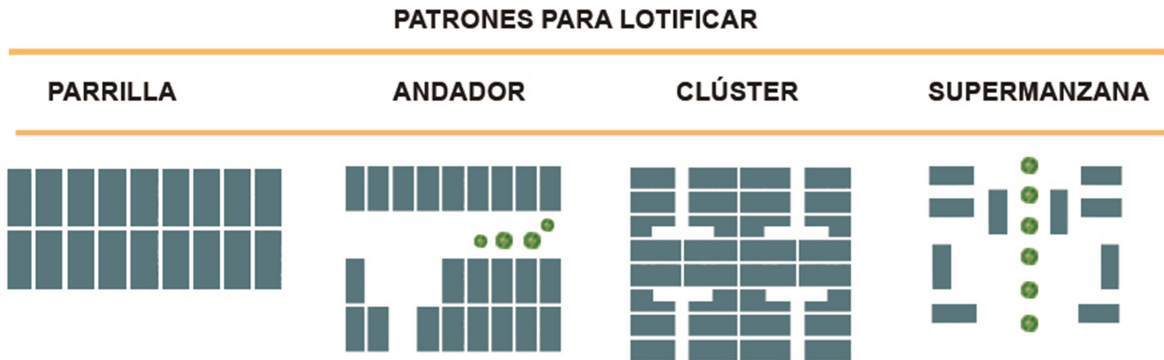 PATRONES PARA LOTIFICAR
PARRILLA ANDADOR CLÚSTER SUPERMANZANA